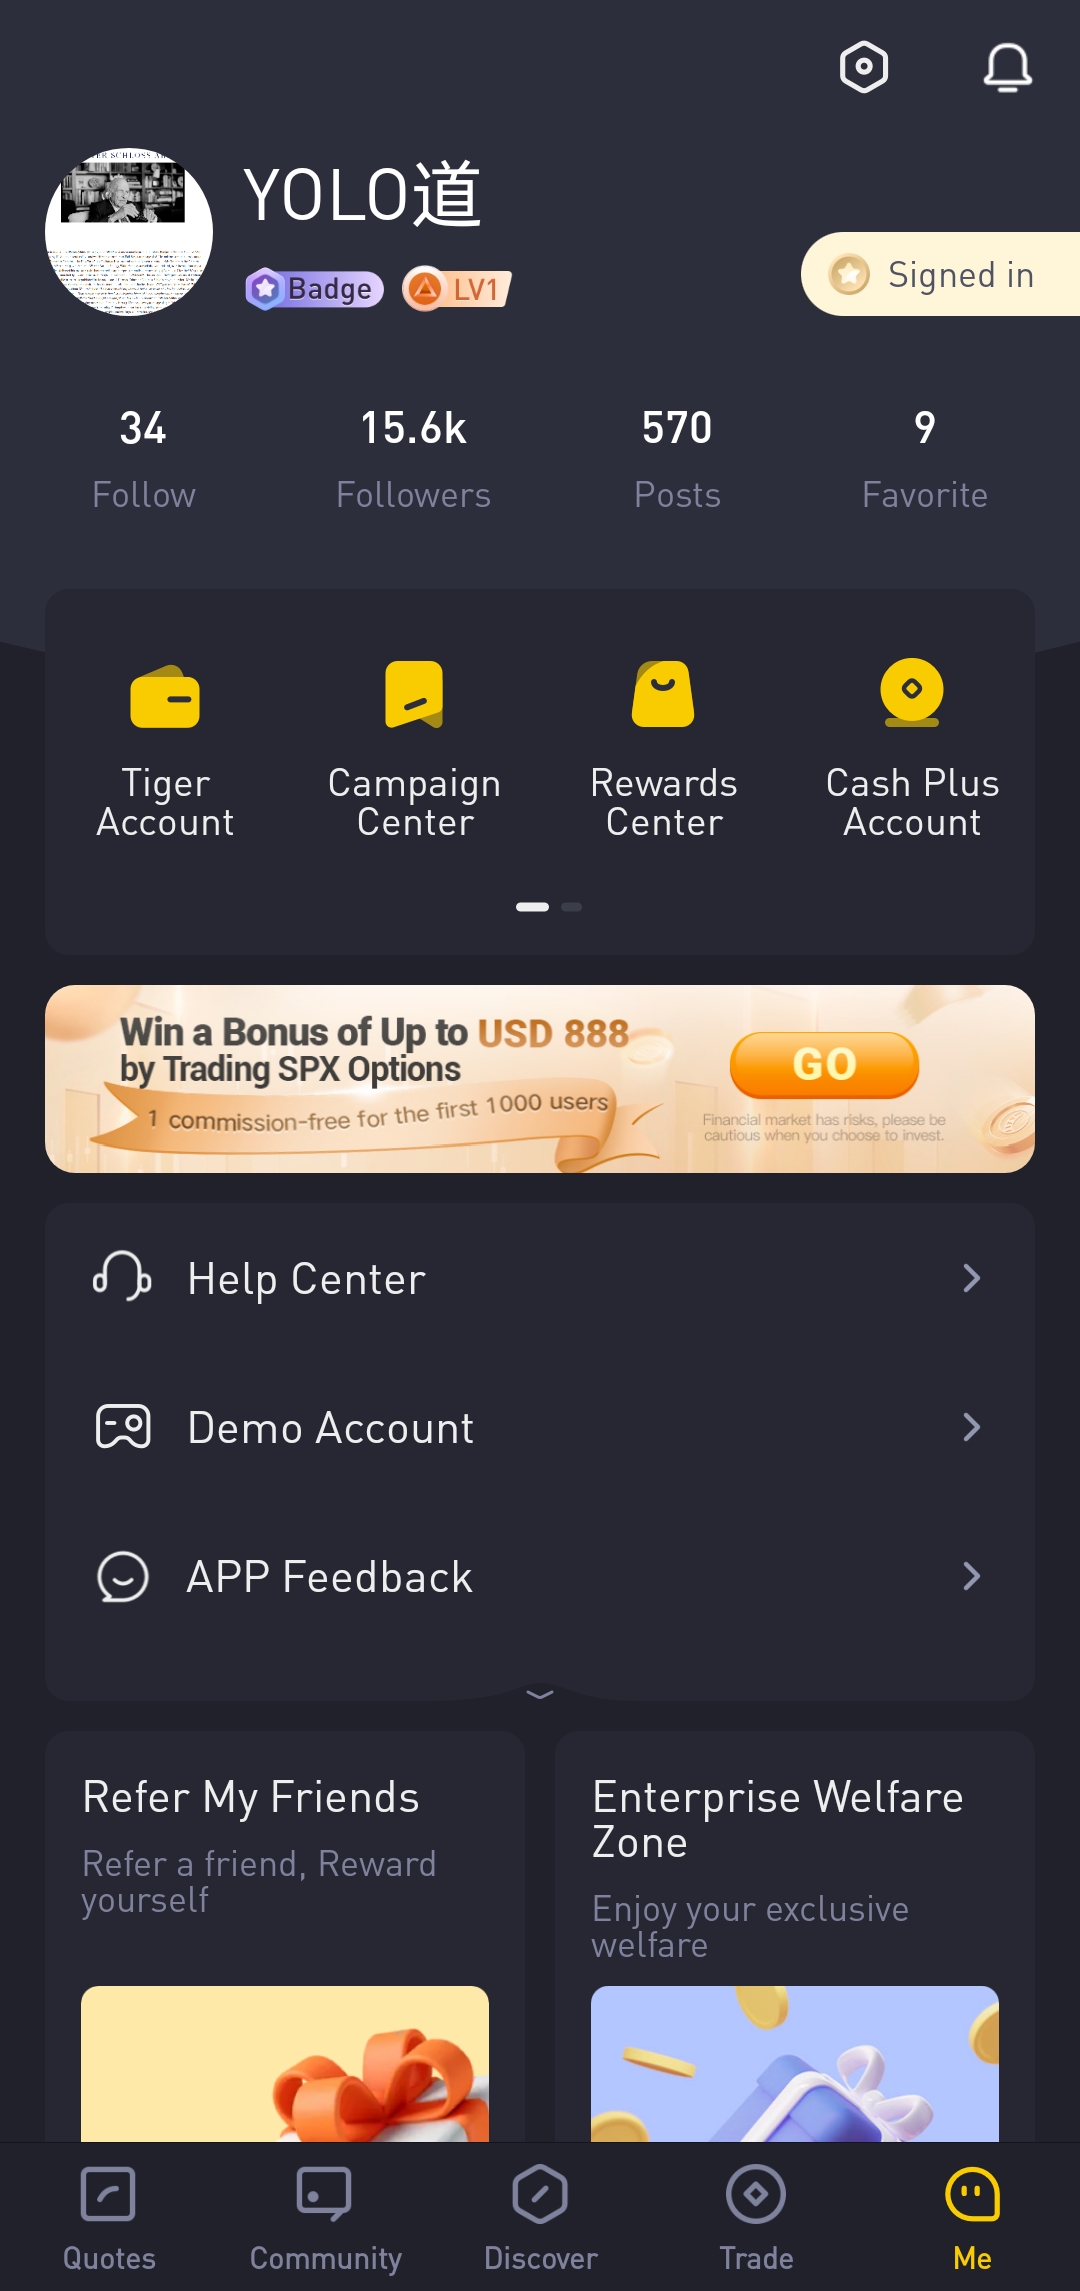 YOLO道
Badge
LV1
Signed in
34
15.6k
570
9
Follow
Followers
Posts
Favorite
Tiger
Account
Campaign
Center
Rewards
Center
Cash Plus
Account
Win a Bonus of Up to USD 888
by Trading SPX Options
1 commission-free for the first 1000 users
GO
Financial market has risks, please be
cautious when you choose to invest.
Help Center
Demo Account
APP Feedback
Refer My Friends
Refer a friend, Reward
yourself
Enterprise Welfare
Zone
Enjoy your exclusive
welfare
Quotes
Community
Discover
Trade
Me